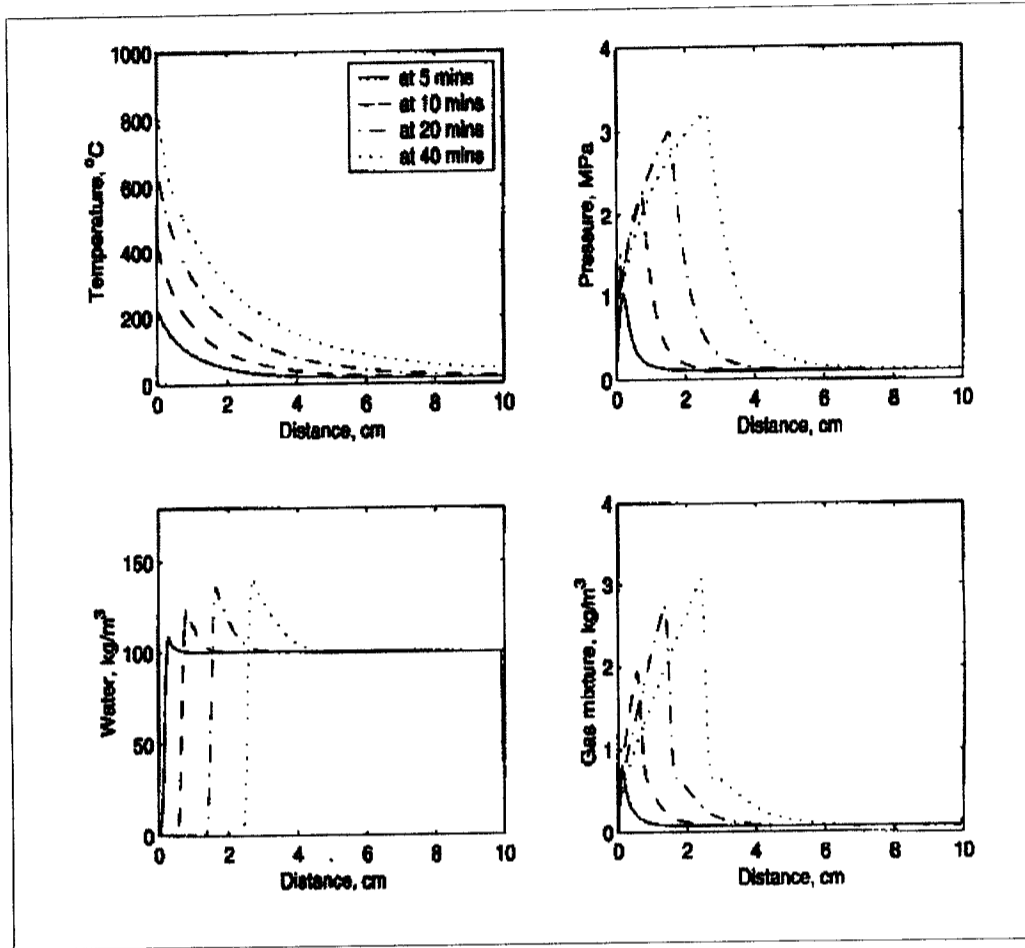 1000
800
600
400
200
0
Temperature, °C
at 5 mins
at 10 mins
at 20 mins
at 40 mins
0 2 4 6 8 10
Distance, cm
4
3
2
1
0
Pressure, MPa
0 2 4 6 8 10
Distance, cm
150
100
50
0
Water, kg/m³
0 2 4 6 8 10
Distance, cm
4
3
2
1
0
Gas mixture, kg/m³
0 2 4 6 8 10
Distance, cm